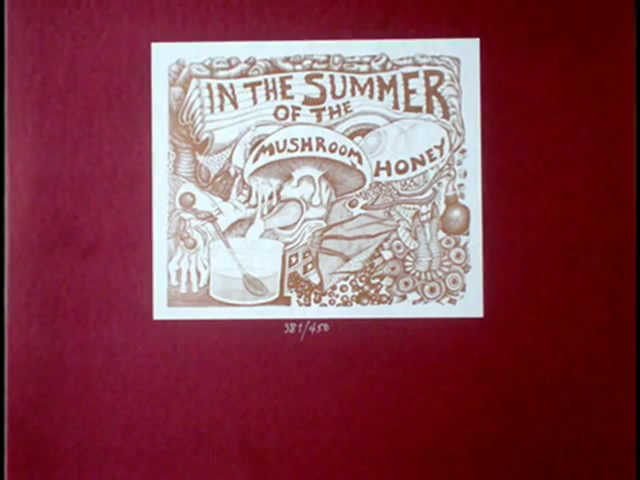 IN THE SUMMER
OF THE
MUSHROOM
HONEY
381/450